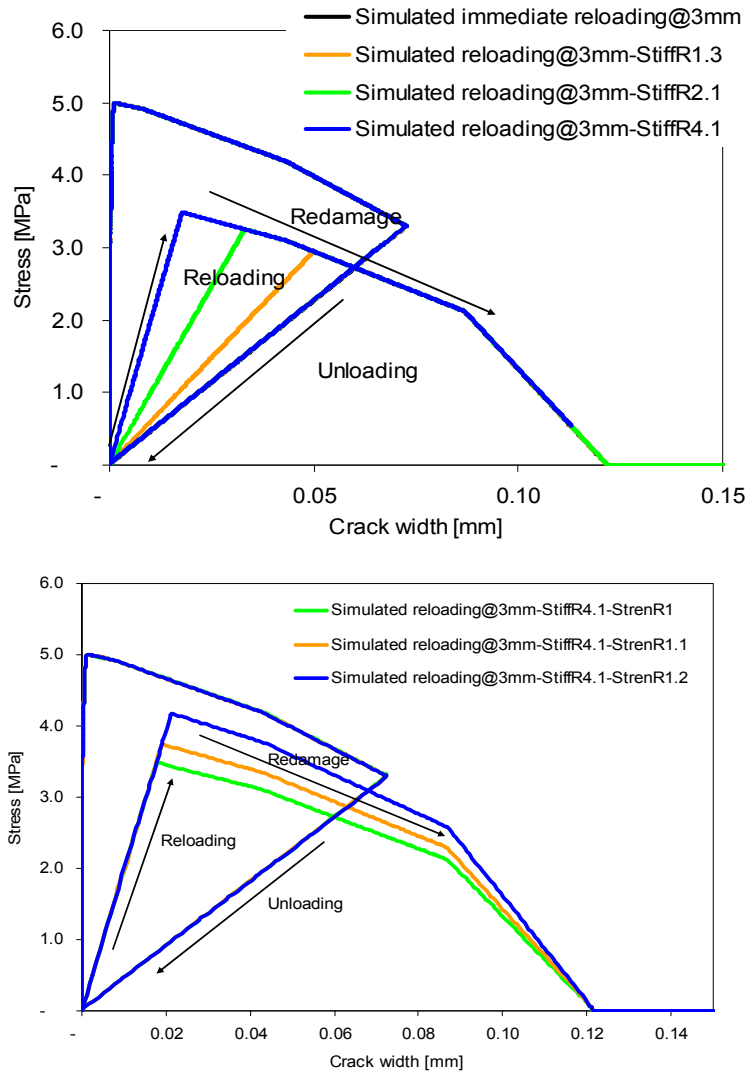 Simulated immediate reloading@3mm
Simulated reloading@3mm-StiffR1.3
Simulated reloading@3mm-StiffR2.1
Simulated reloading@3mm-StiffR4.1
6.0
5.0
4.0
3.0
2.0
1.0
-
Stress [MPa]
Redamage
Reloading
Unloading
-
0.05
0.10
0.15
Crack width [mm]
6.0
5.0
4.0
3.0
2.0
1.0
-
Stress [MPa]
Simulated reloading@3mm-StiffR4.1-StrenR1
Simulated reloading@3mm-StiffR4.1-StrenR1.1
Simulated reloading@3mm-StiffR4.1-StrenR1.2
Redamage
Reloading
Unloading
-
0.02
0.04
0.06
0.08
0.10
0.12
0.14
Crack width [mm]